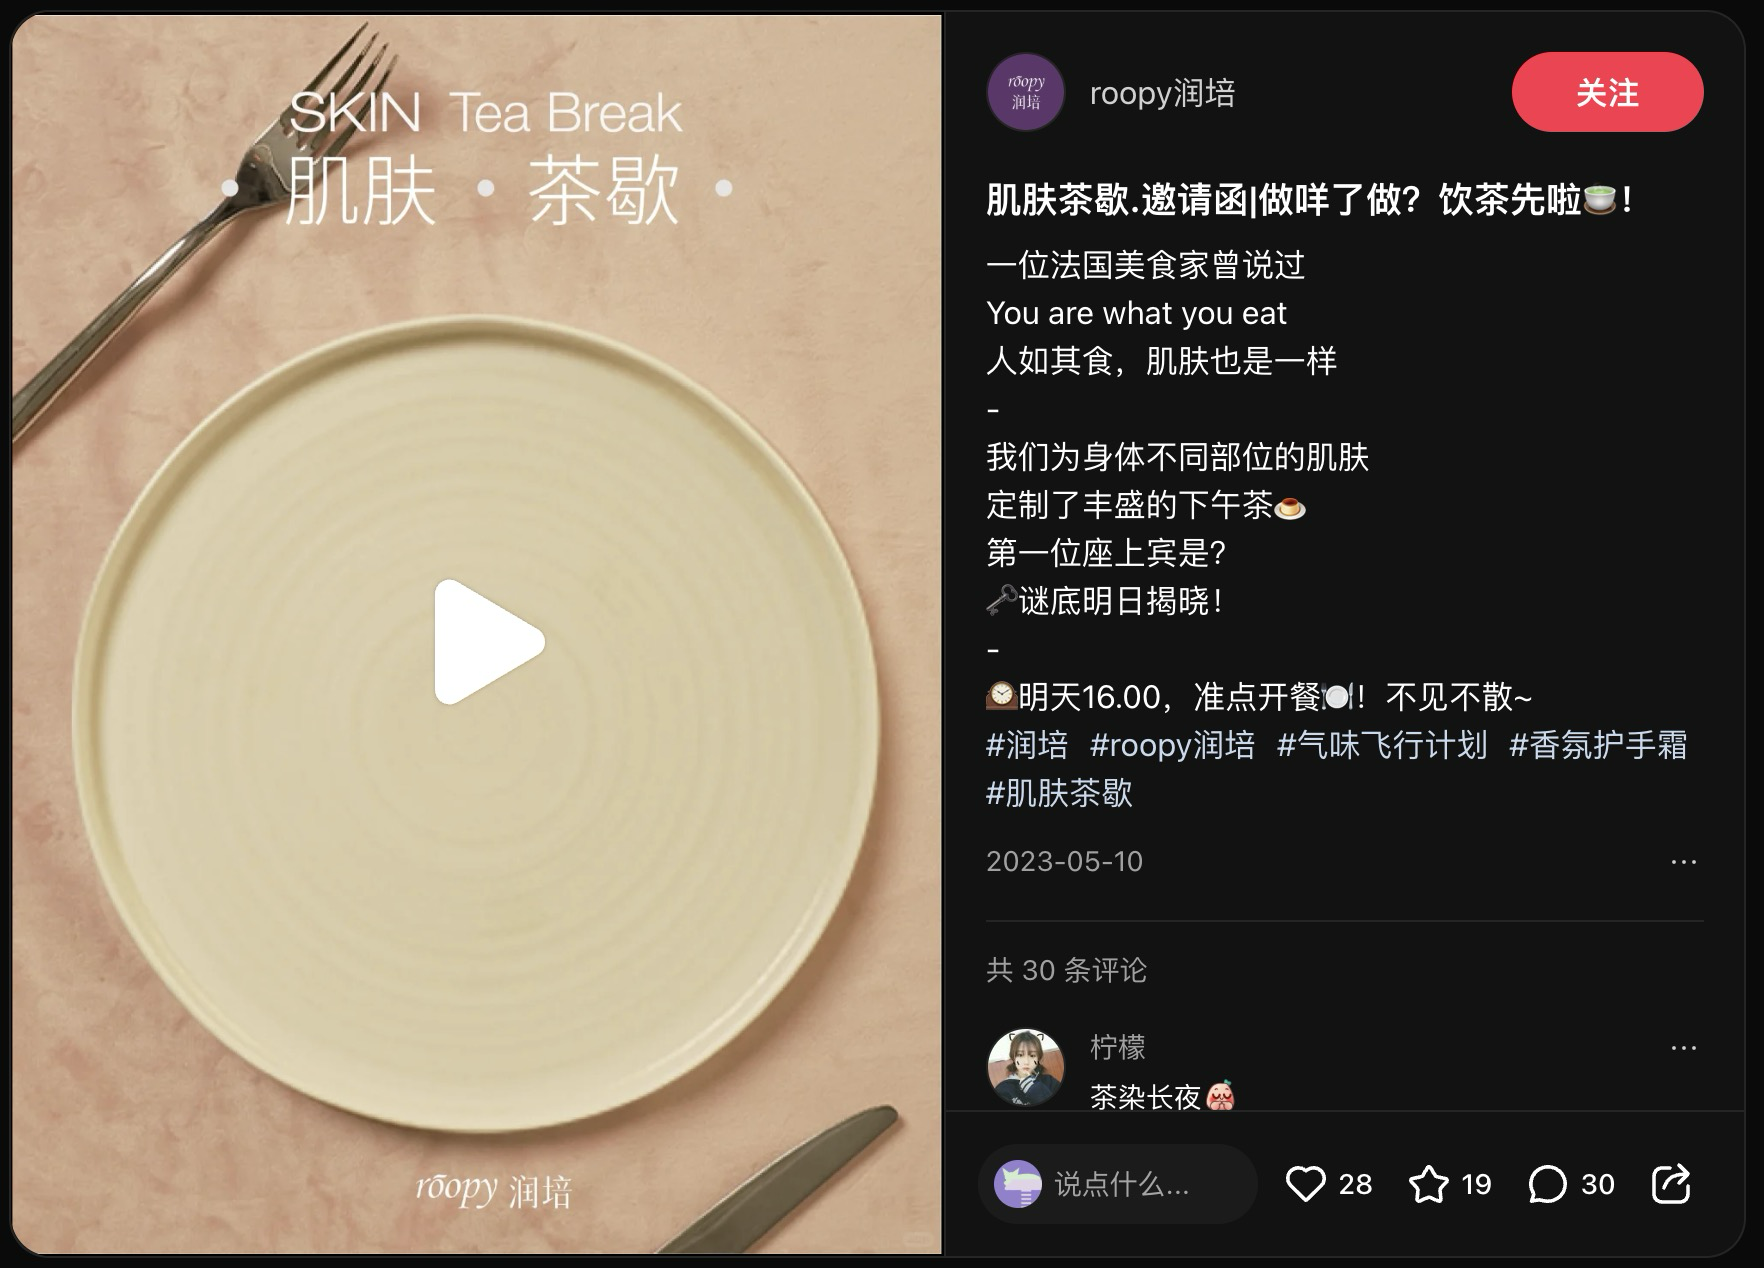 SKIN Tea Break
• 肌肤 • 茶歇 •
roopy 润培
roopy
润培
roopy润培
关注
肌肤茶歇.邀请函|做咩了做？饮茶先啦🍵！
一位法国美食家曾说过
You are what you eat
人如其食，肌肤也是一样
-
我们为身体不同部位的肌肤
定制了丰盛的下午茶🍮
第一位座上宾是？
🗝️谜底明日揭晓！
-
🕰️明天16.00，准点开餐🍽️！不见不散~
#润培 #roopy润培 #气味飞行计划 #香氛护手霜
#肌肤茶歇
2023-05-10
共 30 条评论
柠檬
茶染长夜
说点什么...
28
19
30